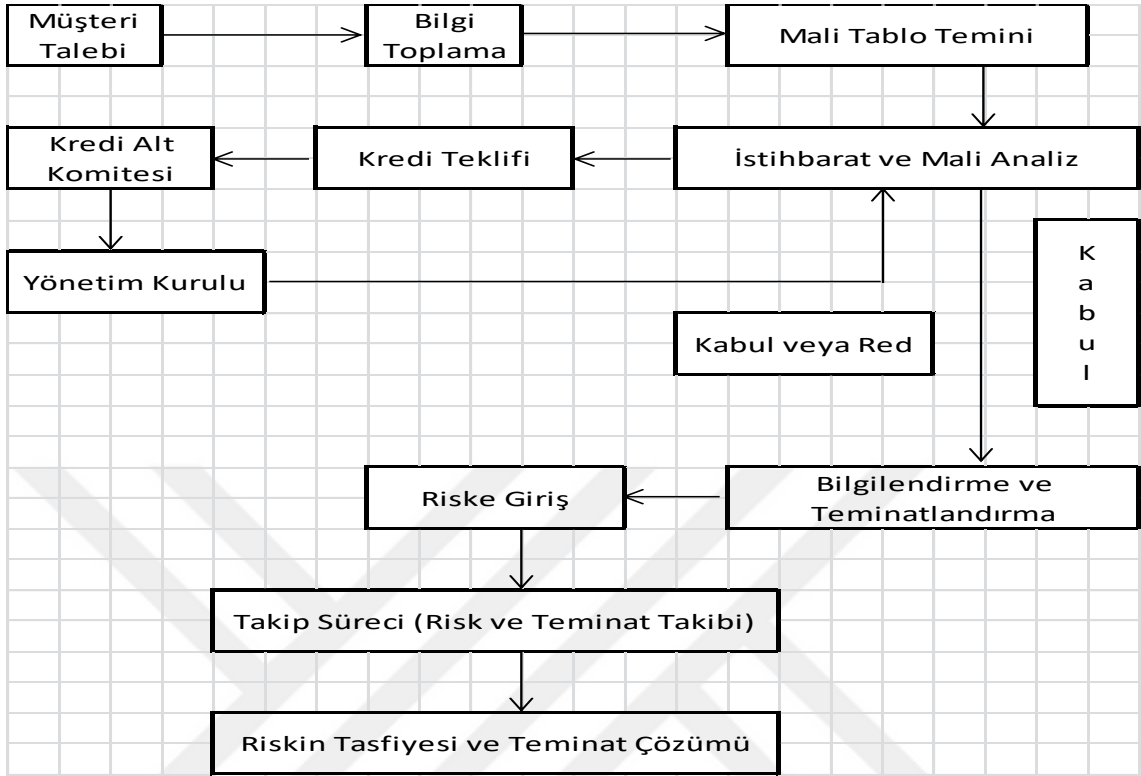 Müşteri
Talebi
Bilgi
Toplama
Mali Tablo Temini
Kredi Alt
Komitesi
Kredi Teklifi
İstihbarat ve Mali Analiz
Yönetim Kurulu
Kabul veya Red
K
a
b
u
l
Riske Giriş
Bilgilendirme ve
Teminatlandırma
Takip Süreci (Risk ve Teminat Takibi)
Riskin Tasfiyesi ve Teminat Çözümü